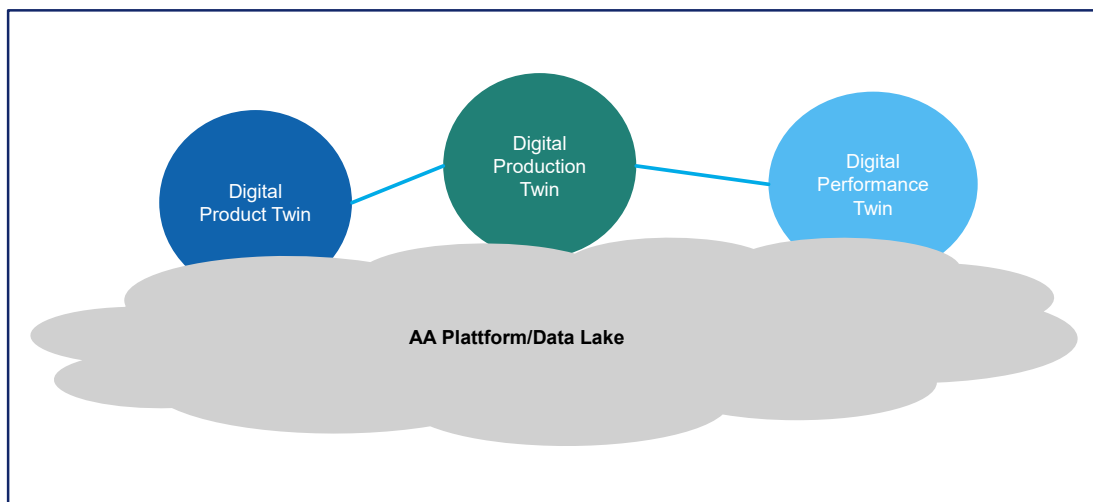 Digital
Product Twin
Digital
Production
Twin
Digital
Performance
Twin
AA Plattform/Data Lake